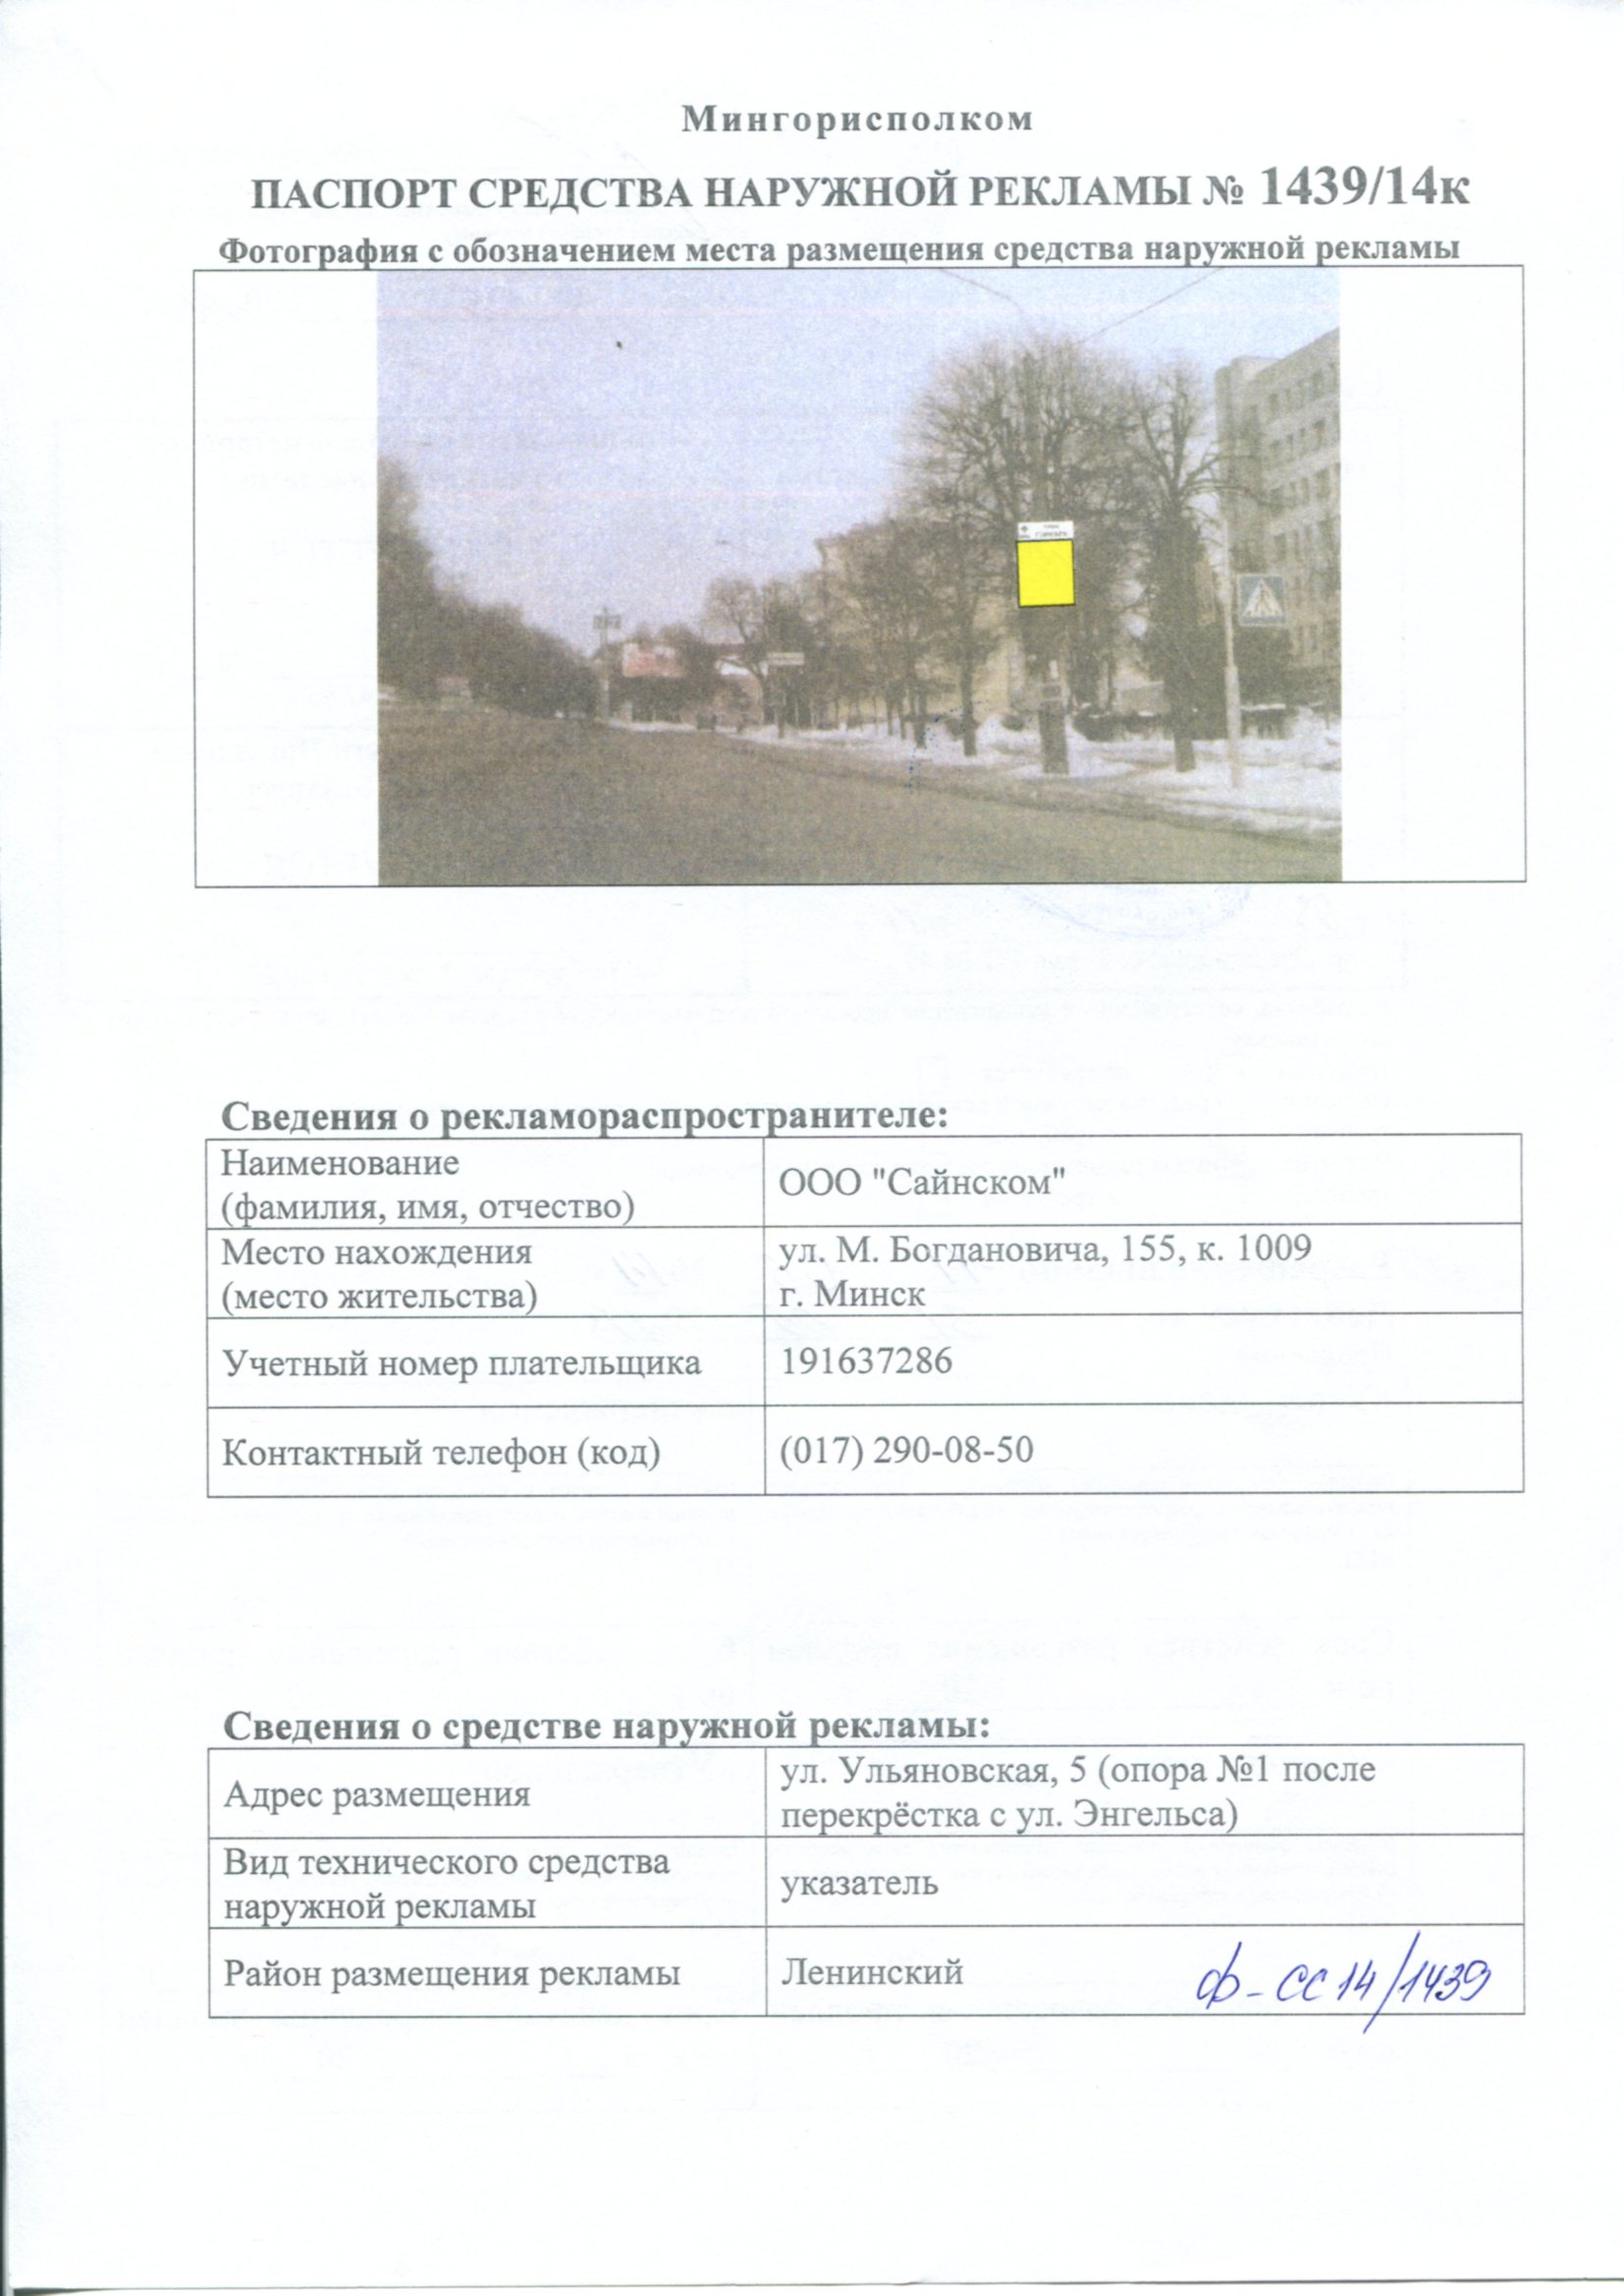 Мингорисполком
ПАСПОРТ СРЕДСТВА НАРУЖНОЙ РЕКЛАМЫ № 1439/14к
Фотография с обозначением места размещения средства наружной рекламы
Сведения о рекламораспространителе:
Наименование
(фамилия, имя, отчество)
ООО "Сайнском"
Место нахождения
(место жительства)
ул. М. Богдановича, 155, к. 1009
г. Минск
Учетный номер плательщика
191637286
Контактный телефон (код)
(017) 290-08-50
Сведения о средстве наружной рекламы:
Адрес размещения
ул. Ульяновская, 5 (опора №1 после
перекрёстка с ул. Энгельса)
Вид технического средства
наружной рекламы
указатель
Район размещения рекламы
Ленинский
ф-СС14/1439